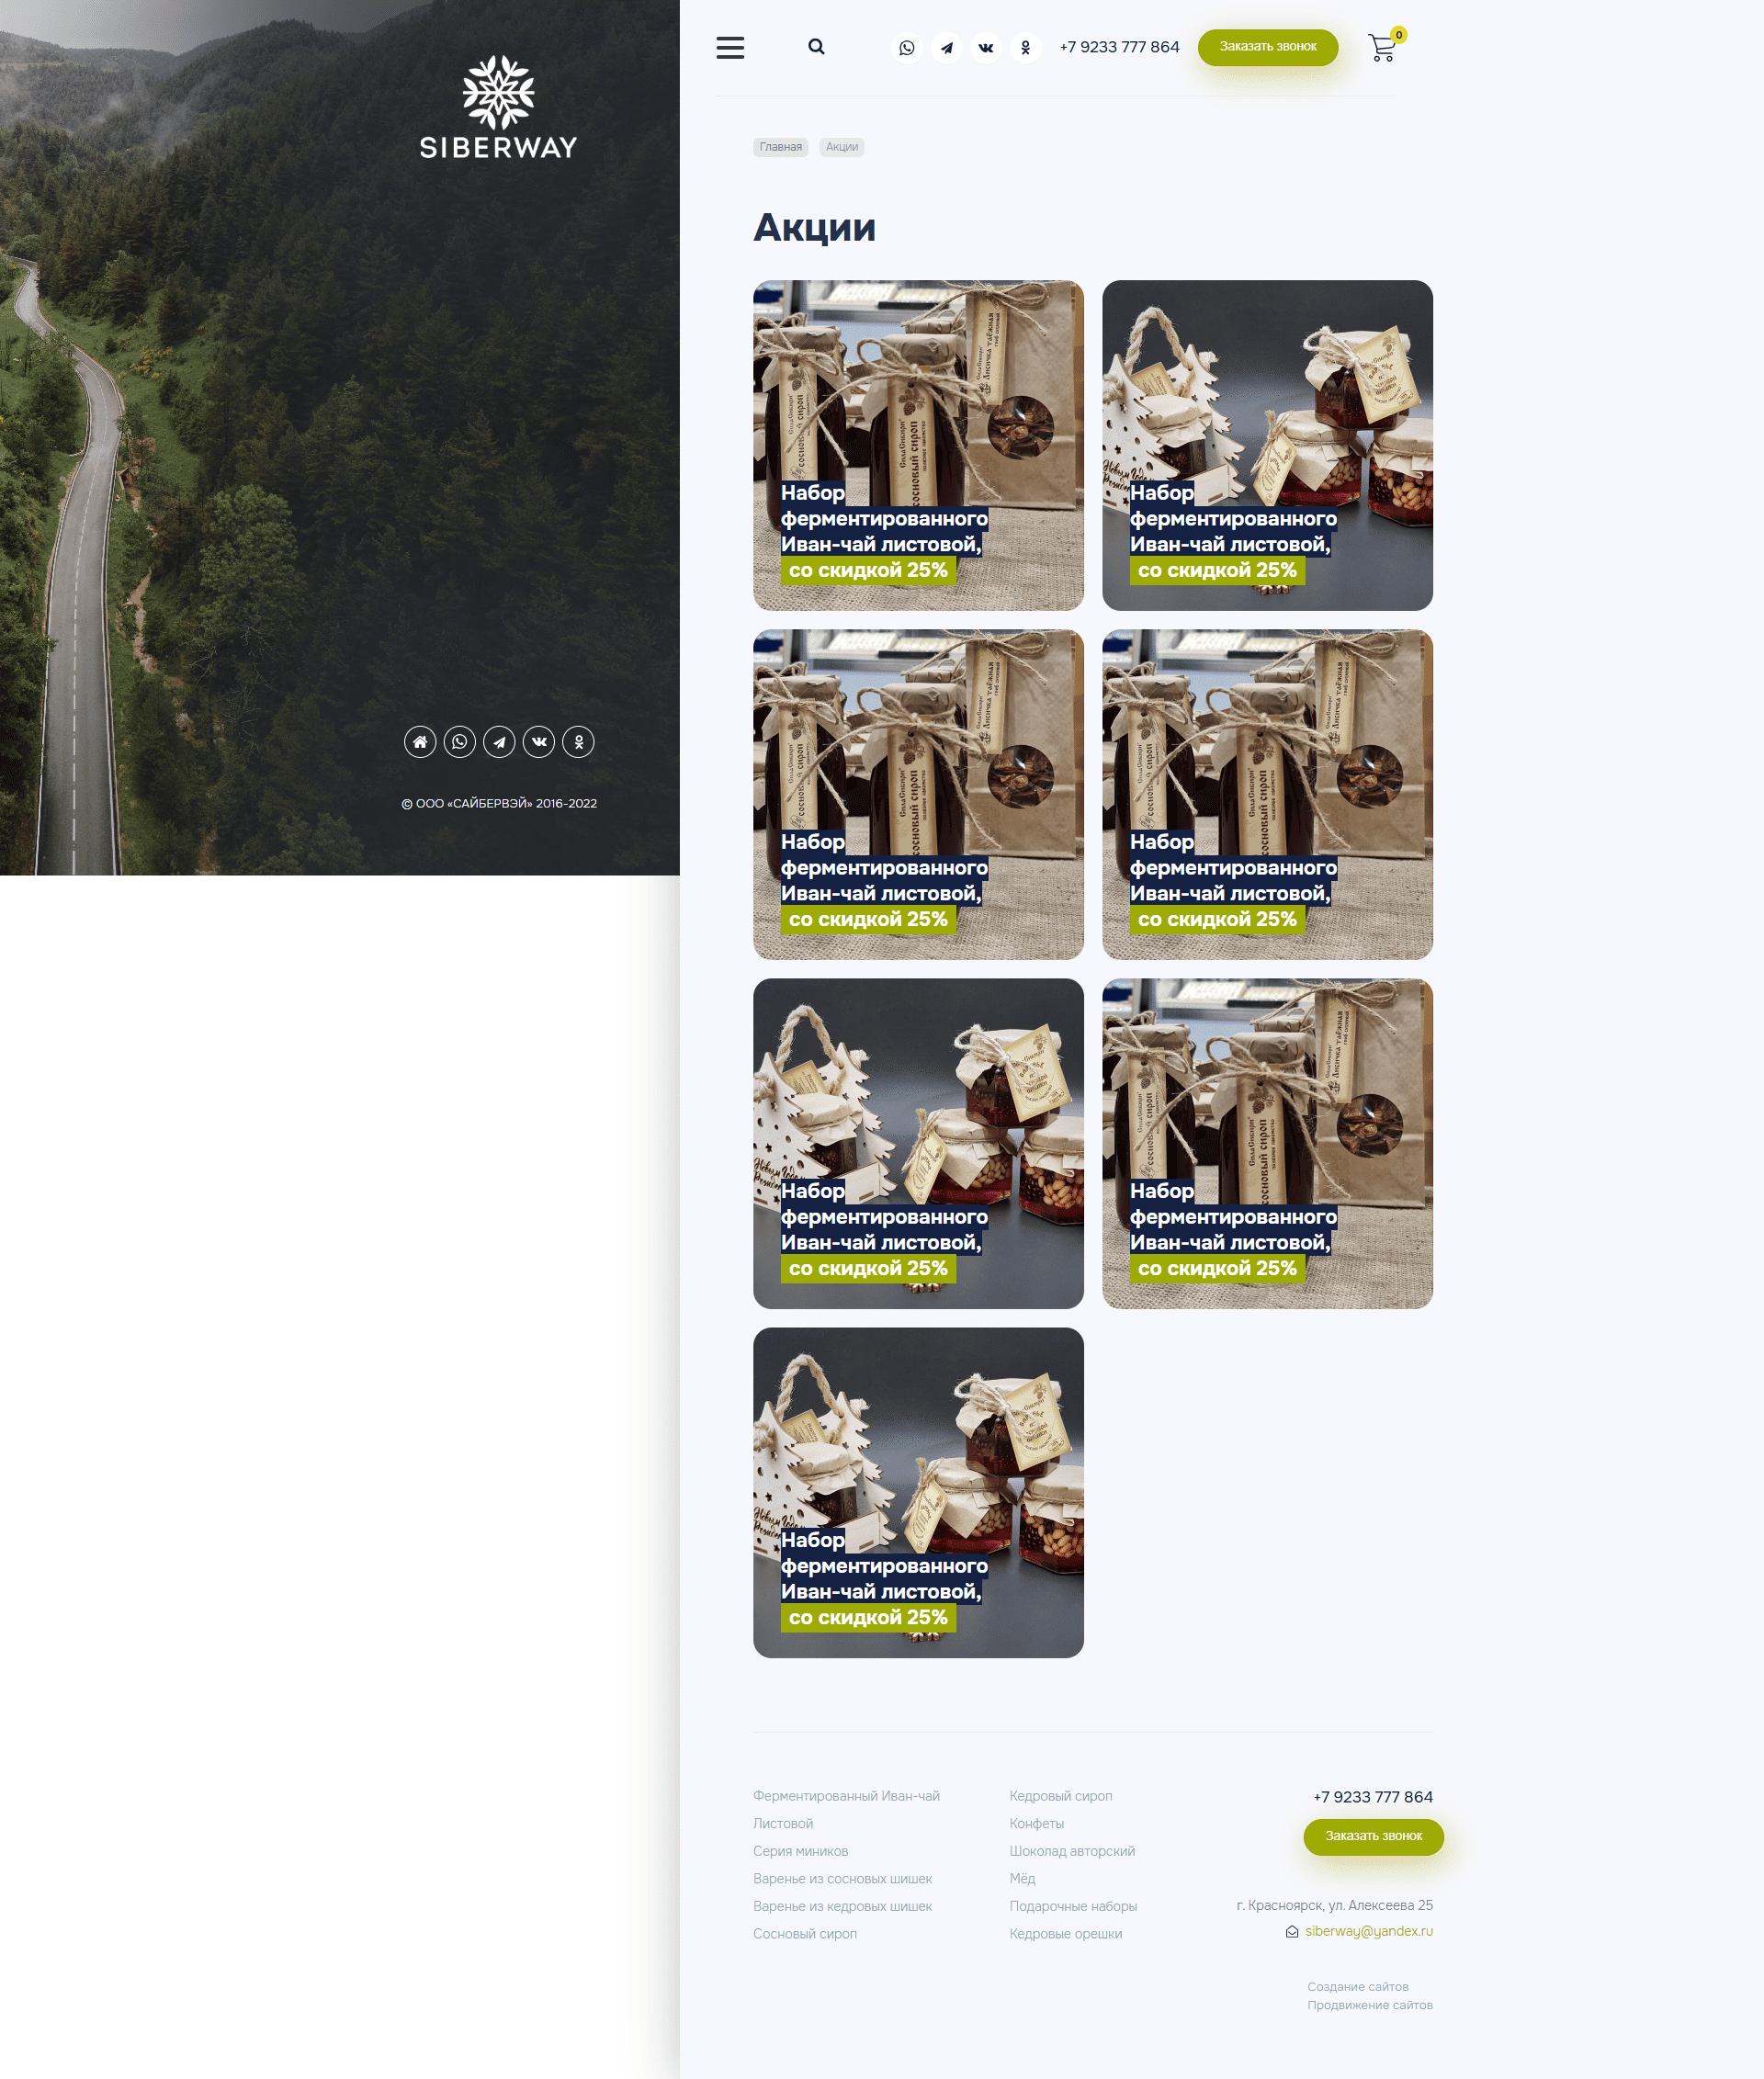 SIBERWAY
+7 9233 777 864
Заказать звонок
0
Главная
Акции
Акции
Набор
ферментированного
Иван-чай листовой,
со скидкой 25%
Набор
ферментированного
Иван-чай листовой,
со скидкой 25%
© ООО «САЙБЕРВЭЙ» 2016-2022
Набор
ферментированного
Иван-чай листовой,
со скидкой 25%
Набор
ферментированного
Иван-чай листовой,
со скидкой 25%
Набор
ферментированного
Иван-чай листовой,
со скидкой 25%
Набор
ферментированного
Иван-чай листовой,
со скидкой 25%
Набор
ферментированного
Иван-чай листовой,
со скидкой 25%
Ферментированный Иван-чай
Листовой
Серия миников
Варенье из сосновых шишек
Варенье из кедровых шишек
Сосновый сироп
Кедровый сироп
Конфеты
Шоколад авторский
Мёд
Подарочные наборы
Кедровые орешки
+7 9233 777 864
Заказать звонок
г. Красноярск, ул. Алексеева 25
siberway@yandex.ru
Создание сайтов
Продвижение сайтов